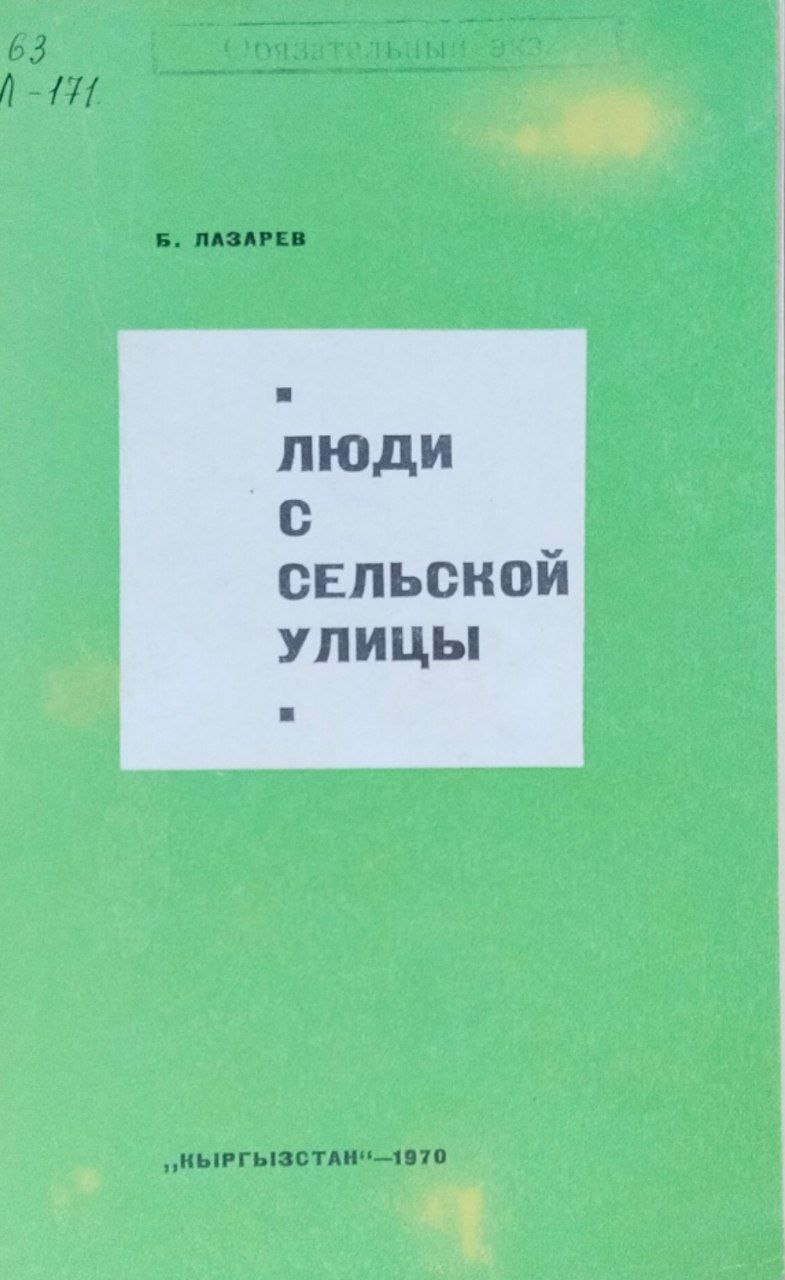 63
Л-171.
Обязательный экз.
Б. ЛАЗАРЕВ
ЛЮДИ
С
СЕЛЬСКОЙ
УЛИЦЫ
„КЫРГЫЗСТАН“—1970